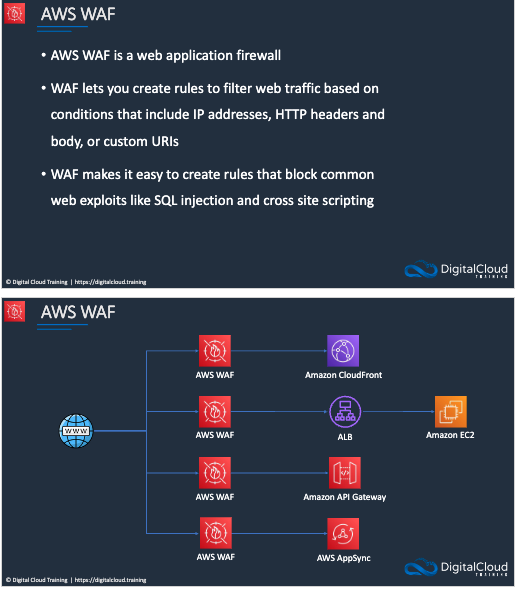 AWS WAF
• AWS WAF is a web application firewall
• WAF lets you create rules to filter web traffic based on
conditions that include IP addresses, HTTP headers and
body, or custom URIs
• WAF makes it easy to create rules that block common
web exploits like SQL injection and cross site scripting
DigitalCloud
TRAINING
© Digital Cloud Training | https://digitalcloud.training
AWS WAF
AWS WAF
Amazon CloudFront
WWW
AWS WAF
ALB
Amazon EC2
AWS WAF
Amazon API Gateway
AWS WAF
AWS AppSync
DigitalCloud
TRAINING
© Digital Cloud Training | https://digitalcloud.training